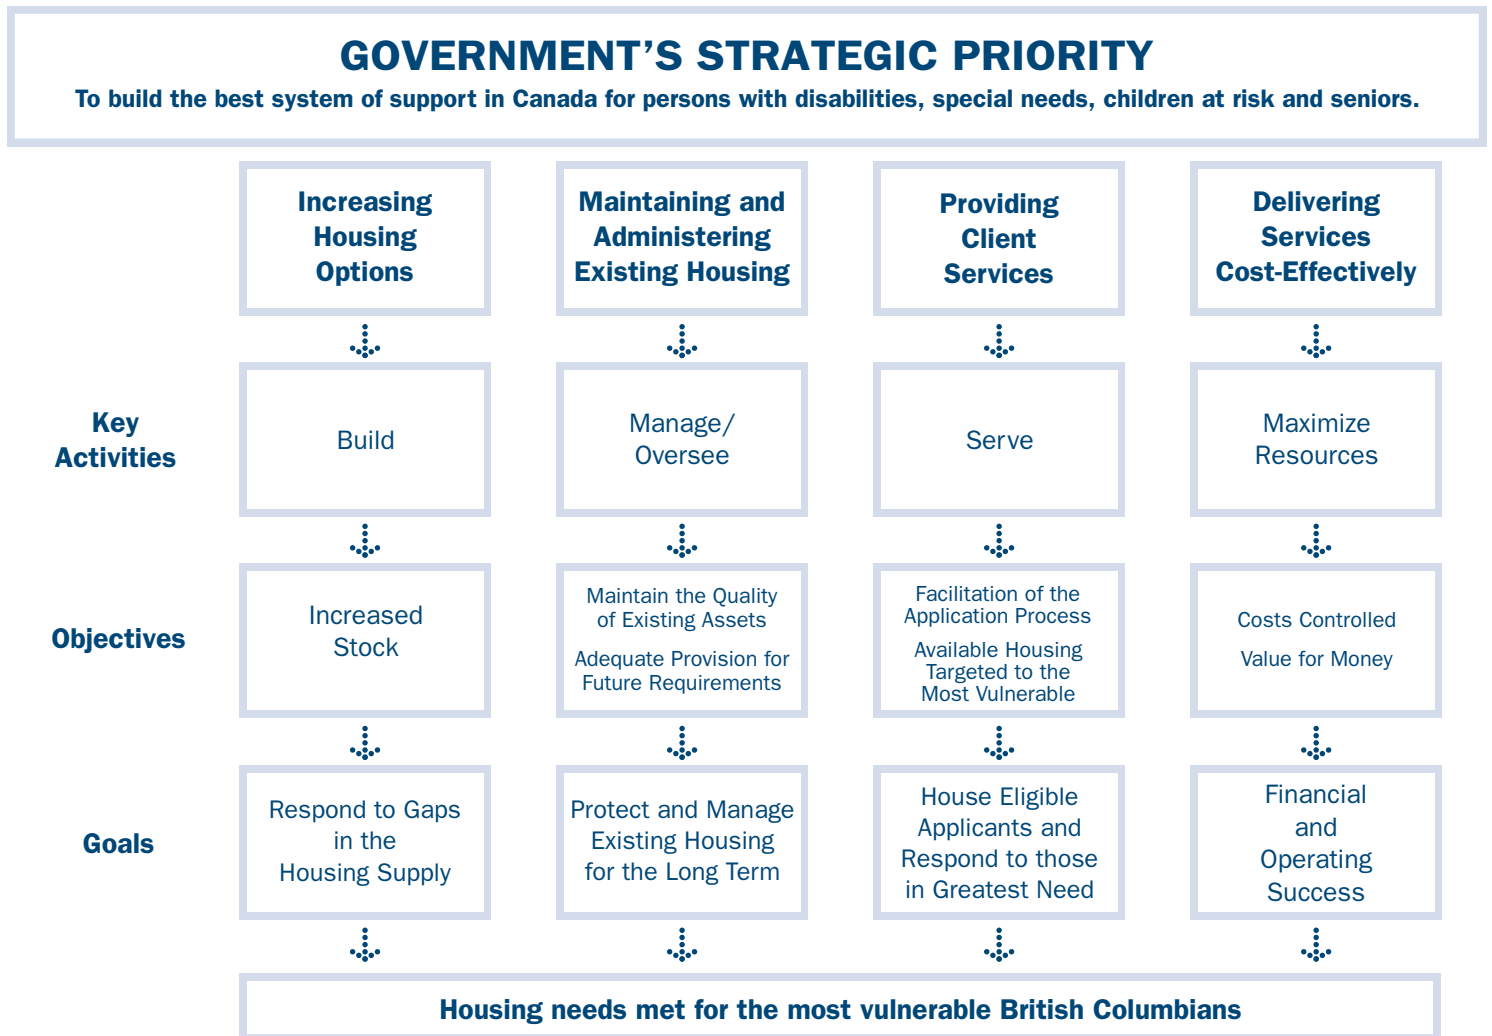 GOVERNMENT’S STRATEGIC PRIORITY
To build the best system of support in Canada for persons with disabilities, special needs, children at risk and seniors.
Increasing
Housing
Options
Maintaining and
Administering
Existing Housing
Providing
Client
Services
Delivering
Services
Cost-Effectively
Key
Activities
Build
Manage/
Oversee
Serve
Maximize
Resources
Objectives
Increased
Stock
Maintain the Quality
of Existing Assets
Adequate Provision for
Future Requirements
Facilitation of the
Application Process
Available Housing
Targeted to the
Most Vulnerable
Costs Controlled
Value for Money
Goals
Respond to Gaps
in the
Housing Supply
Protect and Manage
Existing Housing
for the Long Term
House Eligible
Applicants and
Respond to those
in Greatest Need
Financial
and
Operating
Success
Housing needs met for the most vulnerable British Columbians